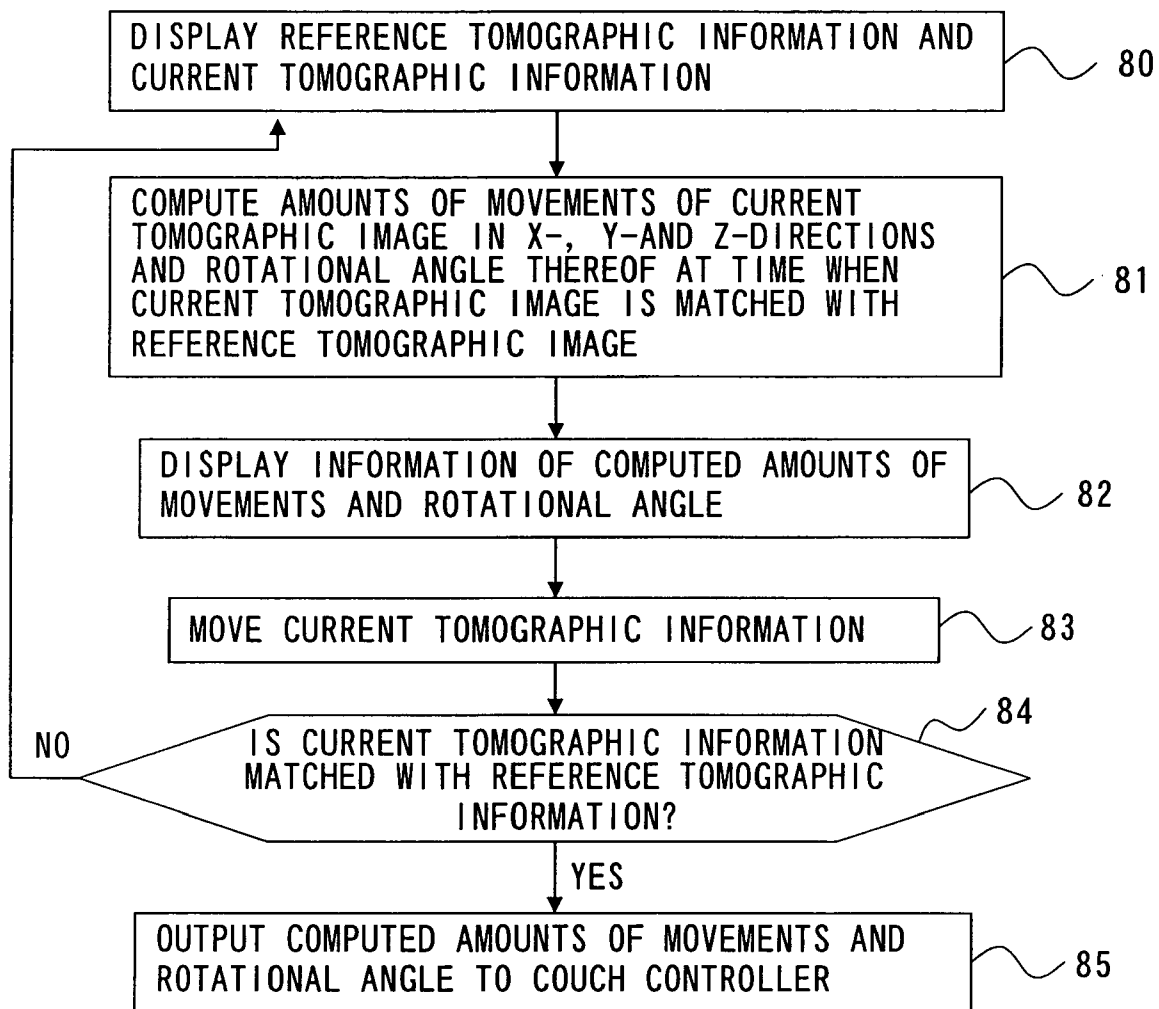 DISPLAY REFERENCE TOMOGRAPHIC INFORMATION AND
CURRENT TOMOGRAPHIC INFORMATION
80
COMPUTE AMOUNTS OF MOVEMENTS OF CURRENT
TOMOGRAPHIC IMAGE IN X-, Y-AND Z-DIRECTIONS
AND ROTATIONAL ANGLE THEREOF AT TIME WHEN
CURRENT TOMOGRAPHIC IMAGE IS MATCHED WITH
REFERENCE TOMOGRAPHIC IMAGE
81
DISPLAY INFORMATION OF COMPUTED AMOUNTS OF
MOVEMENTS AND ROTATIONAL ANGLE
82
MOVE CURRENT TOMOGRAPHIC INFORMATION
83
84
NO
IS CURRENT TOMOGRAPHIC INFORMATION
MATCHED WITH REFERENCE TOMOGRAPHIC
INFORMATION?
YES
OUTPUT COMPUTED AMOUNTS OF MOVEMENTS AND
ROTATIONAL ANGLE TO COUCH CONTROLLER
85